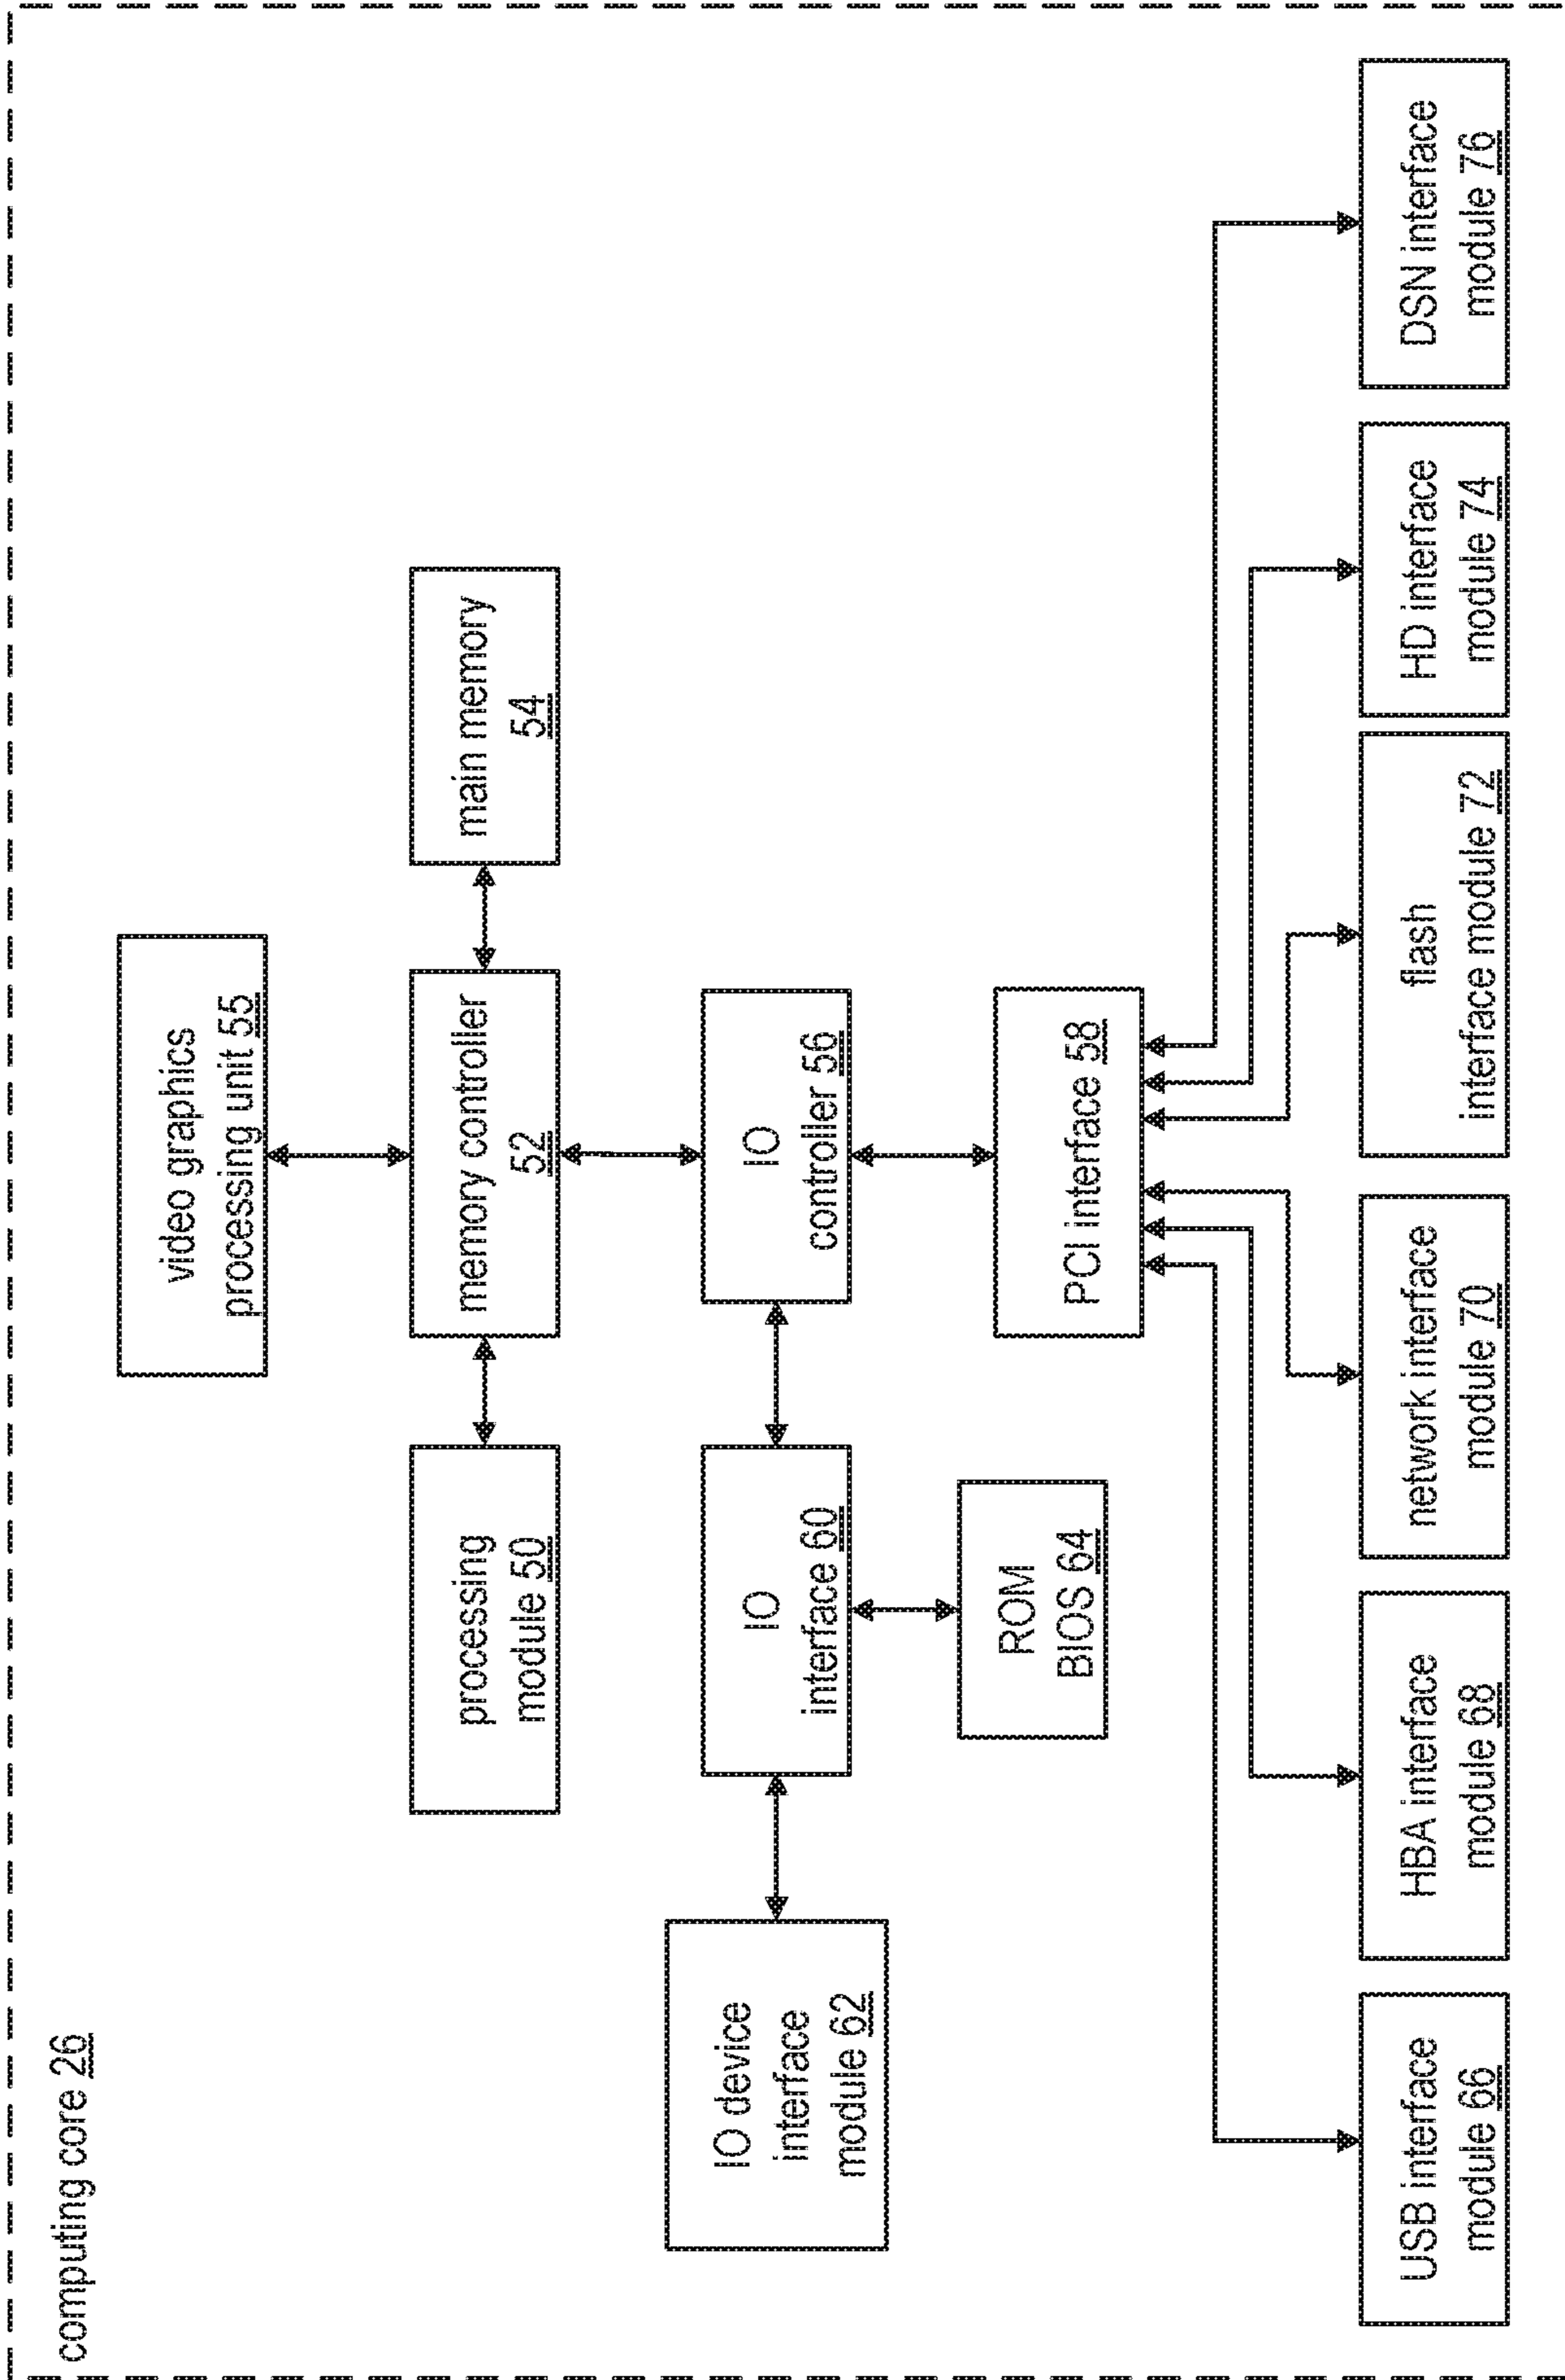 computing core 26
video graphics
processing unit 55
processing
module 50
memory controller
52
main memory
54
IO device
interface
module 62
IO
interface 60
IO
controller 56
ROM
BIOS 64
PCI interface 58
USB interface
module 66
HBA interface
module 68
network interface
module 70
flash
interface module 72
HD interface
module 74
DSN interface
module 76